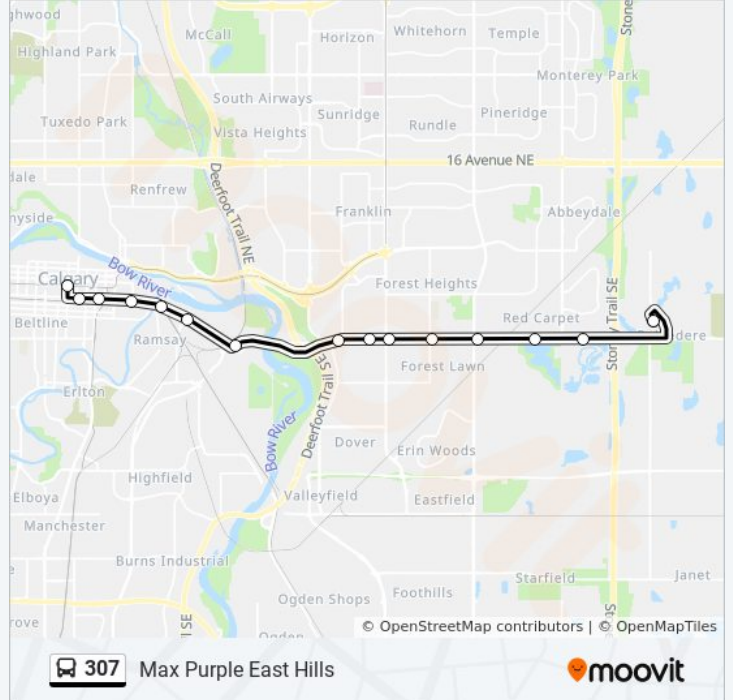 ghwood
McCall
Horizon
Whitehorn
Temple
Stone
Highland Park
Monterey Park
South Airways
Sunridge
Pineridge
Tuxedo Park
Vista Heights
Rundle
16 Avenue NE
dale
Renfrew
Deerfoot Trail NE
Franklin
Abbeydale
nyside
Bow River
Calgary
Forest Heights
Stoney Trail SE
Red Carpet
Beltline
Ramsay
dere
Forest Lawn
Erlton
Deerfoot Trail SE
Bow River
Dover
Erin Woods
Highfield
Elboya
Valleyfield
Eastfield
Manchester
Burns Industrial
Starfield
Janet
Foothills
Ogden Shops
rove
l SE
Ogden
Sto
© OpenStreetMap contributors | © OpenMapTiles
307 Max Purple East Hills
moovit